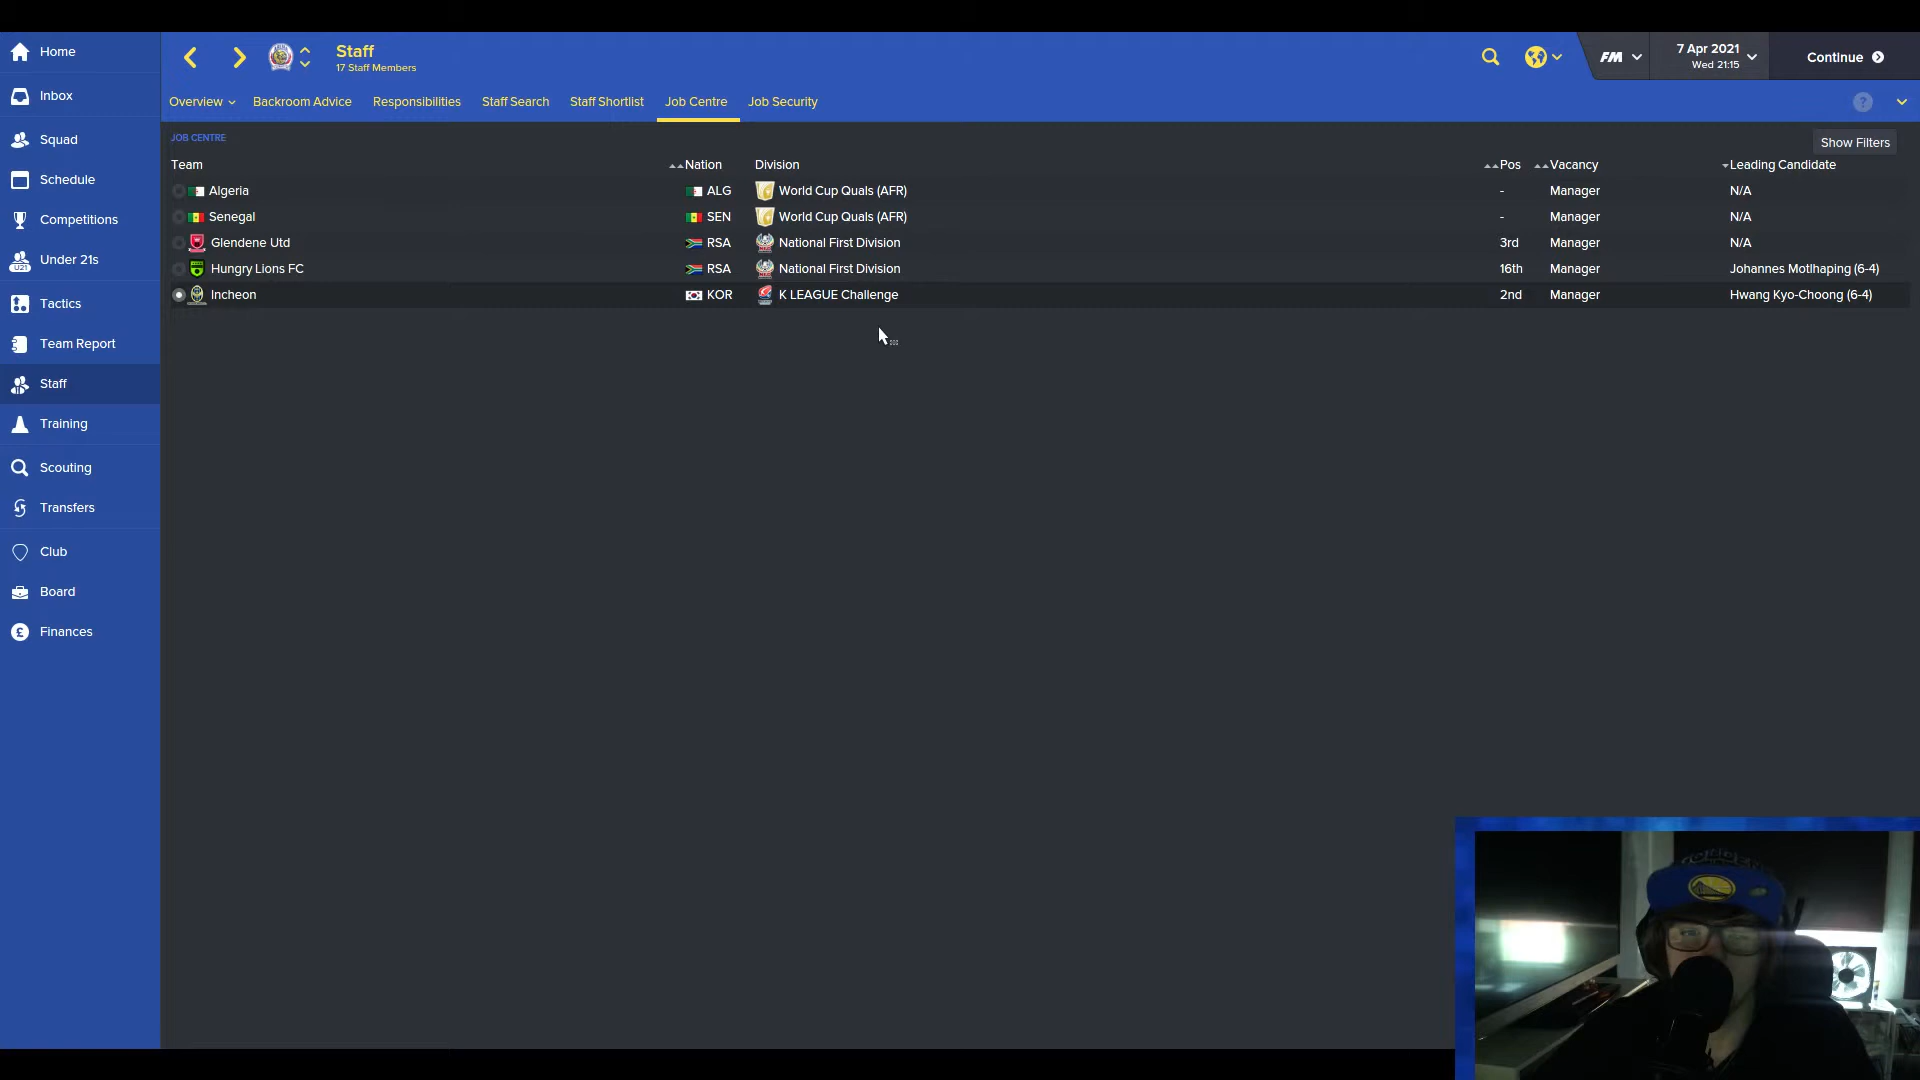 Home
Inbox
Squad
Schedule
Competitions
U21
Under 21s
Tactics
Team Report
Staff
Training
Scouting
Transfers
Club
Board
Finances
Staff
17 Staff Members
FM
7 Apr 2021
Wed 21:15
Continue
Overview Backroom Advice Responsibilities Staff Search Staff Shortlist Job Centre Job Security
?
JOB CENTRE
Show Filters
Team Nation Division Pos Vacancy Leading Candidate
Algeria ALG World Cup Quals (AFR) - Manager N/A
Senegal SEN World Cup Quals (AFR) - Manager N/A
Glendene Utd RSA National First Division 3rd Manager N/A
Hungry Lions FC RSA National First Division 16th Manager Johannes Motlhaping (6-4)
Incheon KOR K LEAGUE Challenge 2nd Manager Hwang Kyo-Choong (6-4)